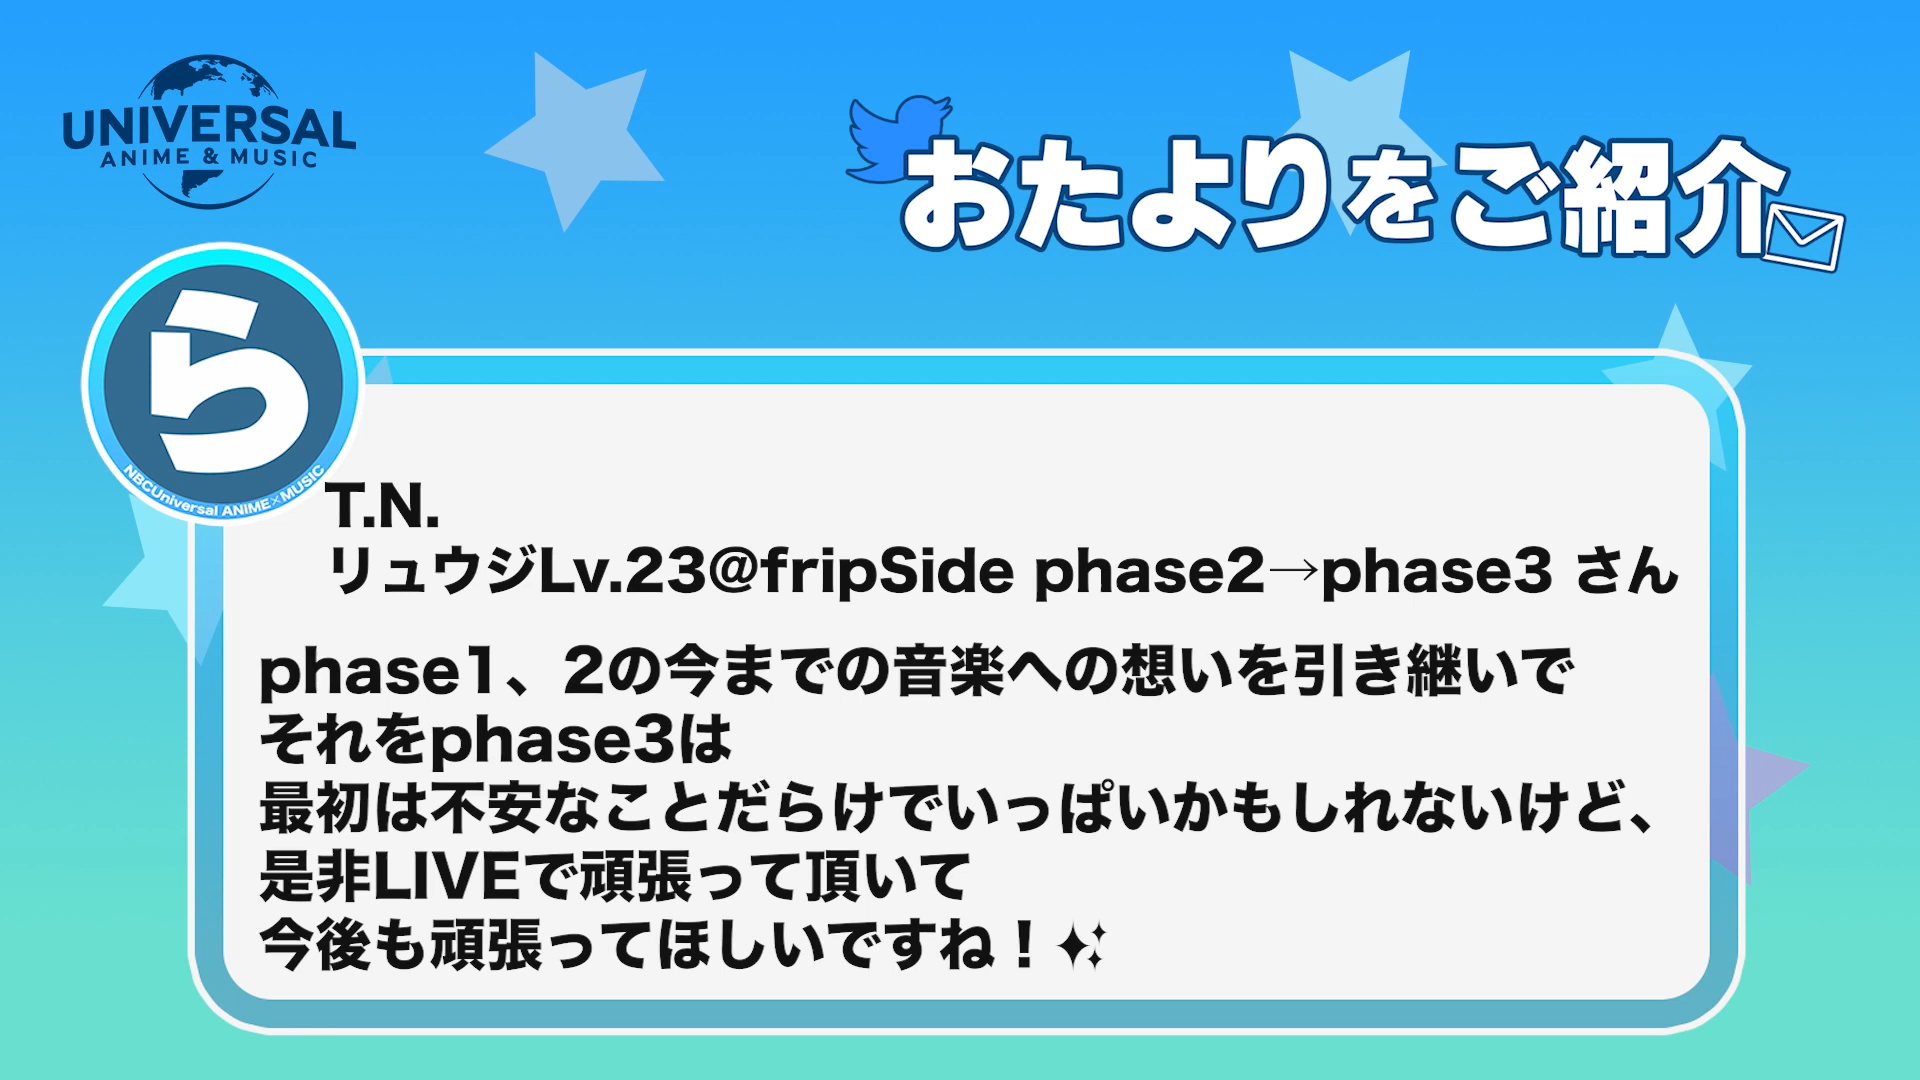 UNIVERSAL
ANIME & MUSIC
おたよりをご紹介
ら
NBCUniversal ANIME×MUSIC
T.N.
リュウジLv.23@fripSide phase2→phase3 さん
phase1、2の今までの音楽への想いを引き継いで
それをphase3は
最初は不安なことだらけでいっぱいかもしれないけど、
是非LIVEで頑張って頂いて
今後も頑張ってほしいですね！✨